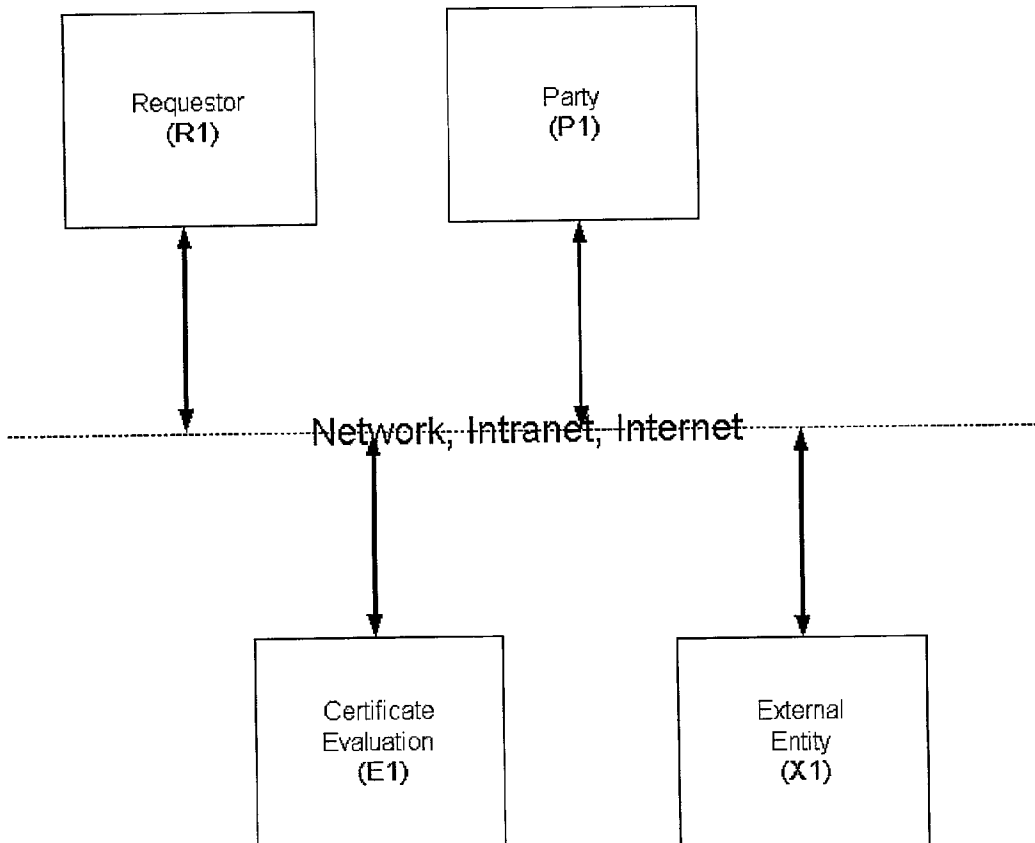 Requestor
(R1)
Party
(P1)
Network, Intranet, Internet
Certificate
Evaluation
(E1)
External
Entity
(X1)